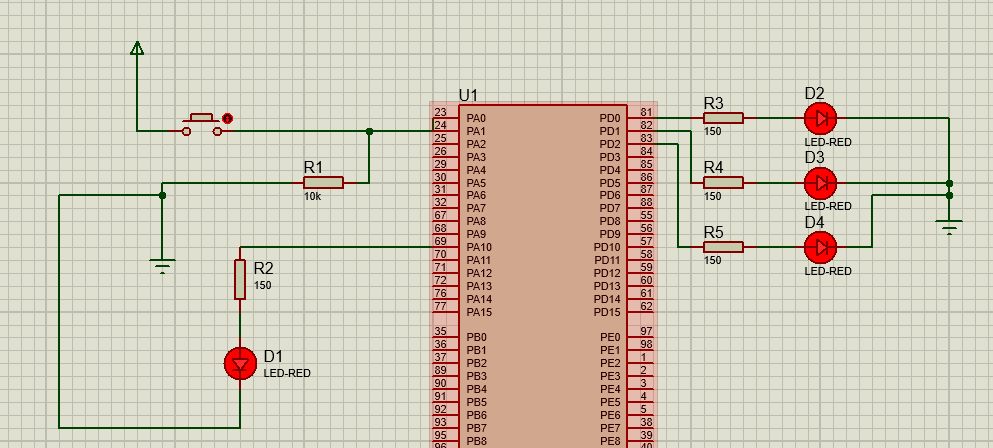 U1
R1
10k
R2
150
D1
LED-RED
23 PA0
24 PA1
25 PA2
26 PA3
29 PA4
30 PA5
31 PA6
32 PA7
67 PA8
68 PA9
69 PA10
70 PA11
71 PA12
72 PA13
76 PA14
77 PA15
35 PB0
36 PB1
37 PB2
89 PB3
90 PB4
91 PB5
92 PB6
93 PB7
95 PB8
PD0 81
PD1 82
PD2 83
PD3 84
PD4 85
PD5 86
PD6 87
PD7 88
PD8 55
PD9 56
PD10 57
PD11 58
PD12 59
PD13 60
PD14 61
PD15 62
PE0 97
PE1 98
PE2 1
PE3 2
PE4 3
PE5 4
PE6 5
PE7 38
PE8 39
R3
150
D2
LED-RED
R4
150
D3
LED-RED
R5
150
D4
LED-RED